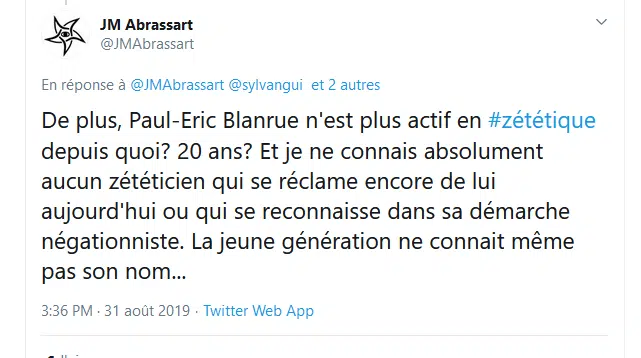 JM Abrassart
@JMAbrassart
En réponse à @JMAbrassart @sylvangui et 2 autres
De plus, Paul-Eric Blanrue n'est plus actif en #zététique
depuis quoi? 20 ans? Et je ne connais absolument
aucun zététicien qui se réclame encore de lui
aujourd'hui ou qui se reconnaisse dans sa démarche
négationniste. La jeune génération ne connait même
pas son nom...
3:36 PM · 31 août 2019 · Twitter Web App